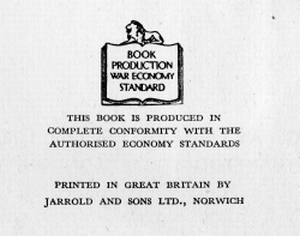 BOOK
PRODUCTION
WAR ECONOMY
STANDARD
THIS BOOK IS PRODUCED IN
COMPLETE CONFORMITY WITH THE
AUTHORISED ECONOMY STANDARDS
PRINTED IN GREAT BRITAIN BY
JARROLD AND SONS LTD., NORWICH